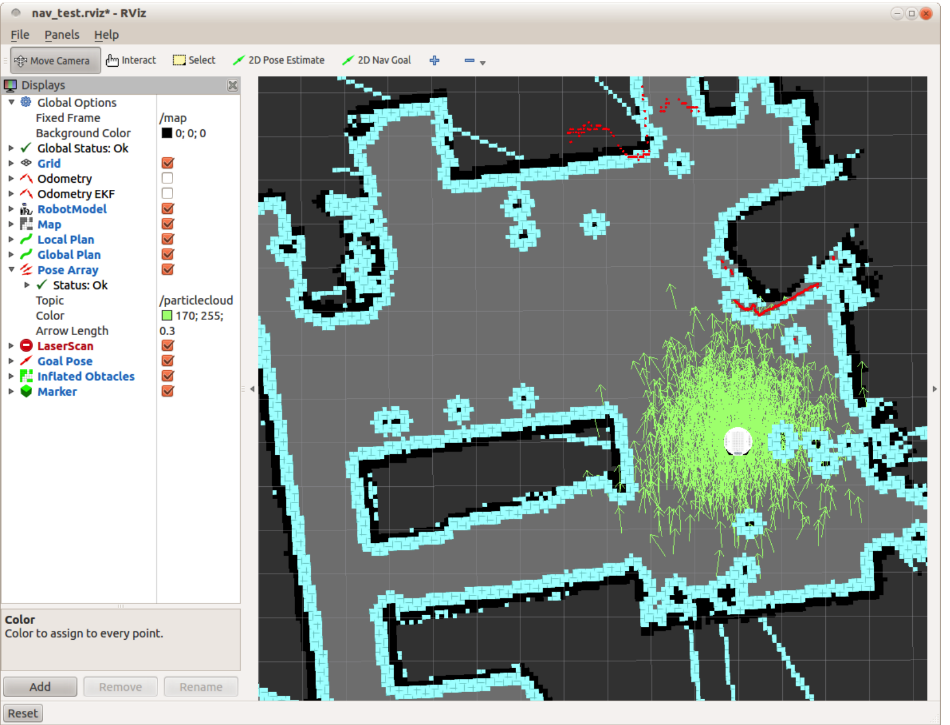 nav_test.rviz* - RViz
File Panels Help
Move Camera Interact Select 2D Pose Estimate 2D Nav Goal
Displays
Global Options
Fixed Frame /map
Background Color 0; 0; 0
Global Status: Ok
Grid
Odometry
Odometry EKF
RobotModel
Map
Local Plan
Global Plan
Pose Array
Status: Ok
Topic /particlecloud
Color 170; 255;
Arrow Length 0.3
LaserScan
Goal Pose
Inflated Obtacles
Marker
Color
Color to assign to every point.
Add Remove Rename
Reset